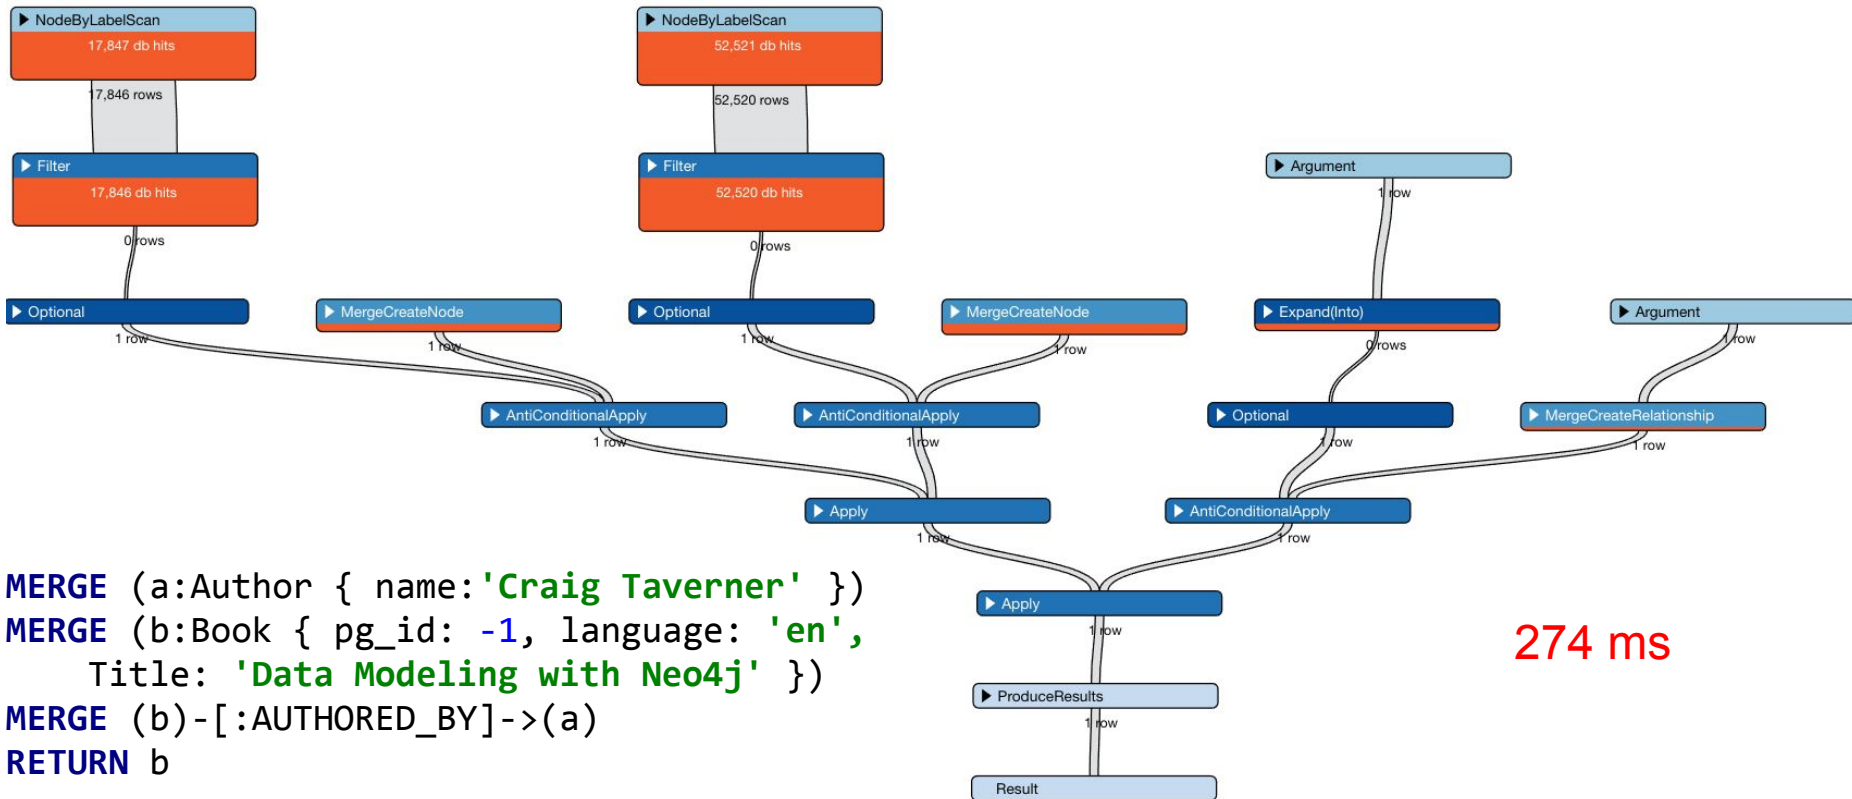 NodeByLabelScan
NodeByLabelScan
17,847 db hits
52,521 db hits
17,846 rows
52,520 rows
Filter
Filter
Argument
17,846 db hits
52,520 db hits
1 row
0 rows
0 rows
Optional
MergeCreateNode
Optional
MergeCreateNode
Expand(Into)
Argument
1 row
1 row
1 row
1 row
0 rows
1 row
AntiConditionalApply
AntiConditionalApply
Optional
MergeCreateRelationship
1 row
1 row
1 row
1 row
Apply
AntiConditionalApply
1 row
1 row
MERGE (a:Author { name:'Craig Taverner' })
MERGE (b:Book { pg_id: -1, language: 'en',
Title: 'Data Modeling with Neo4j' })
MERGE (b)-[:AUTHORED_BY]->(a)
RETURN b
Apply
1 row
274 ms
ProduceResults
1 row
Result